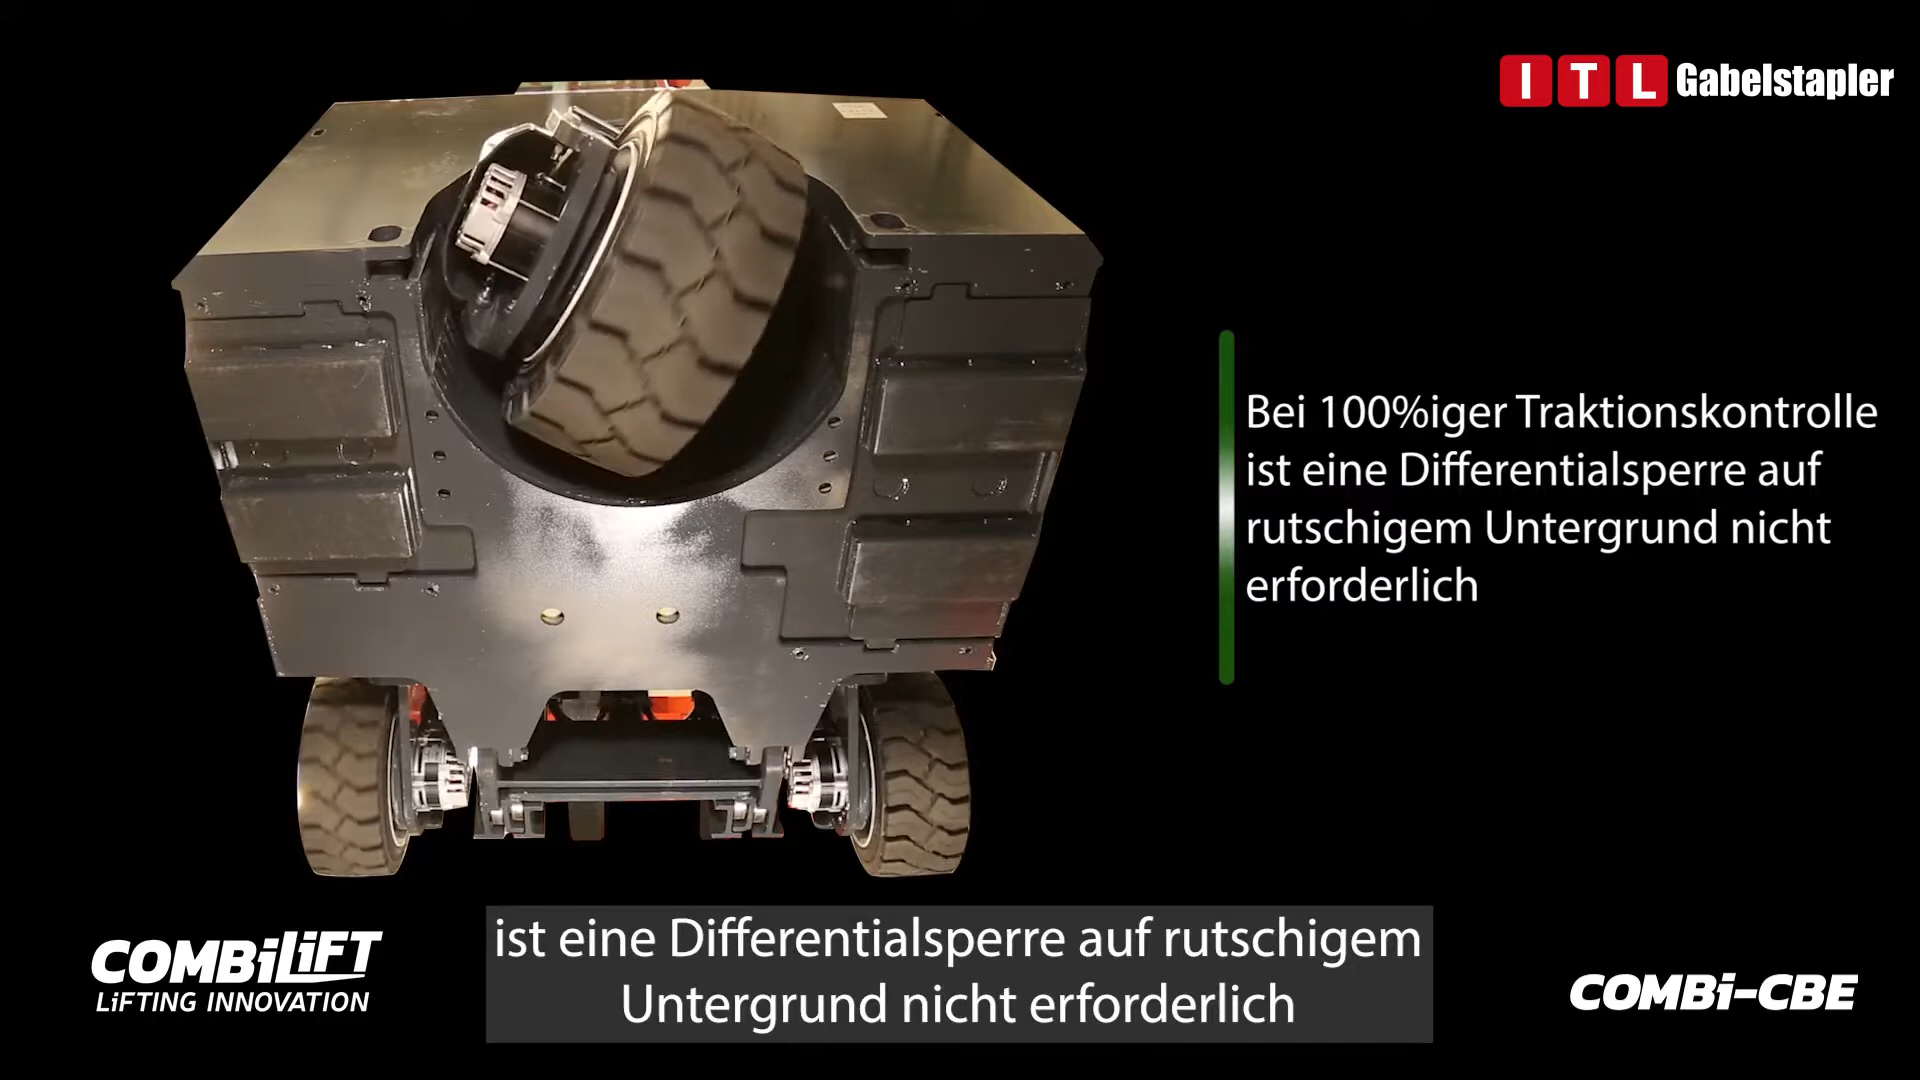 ITL Gabelstapler
Bei 100%iger Traktionskontrolle
ist eine Differentialsperre auf
rutschigem Untergrund nicht
erforderlich
ist eine Differentialsperre auf rutschigem
Untergrund nicht erforderlich
COMBiLiFT
LiFTING INNOVATION
COMBi-CBE